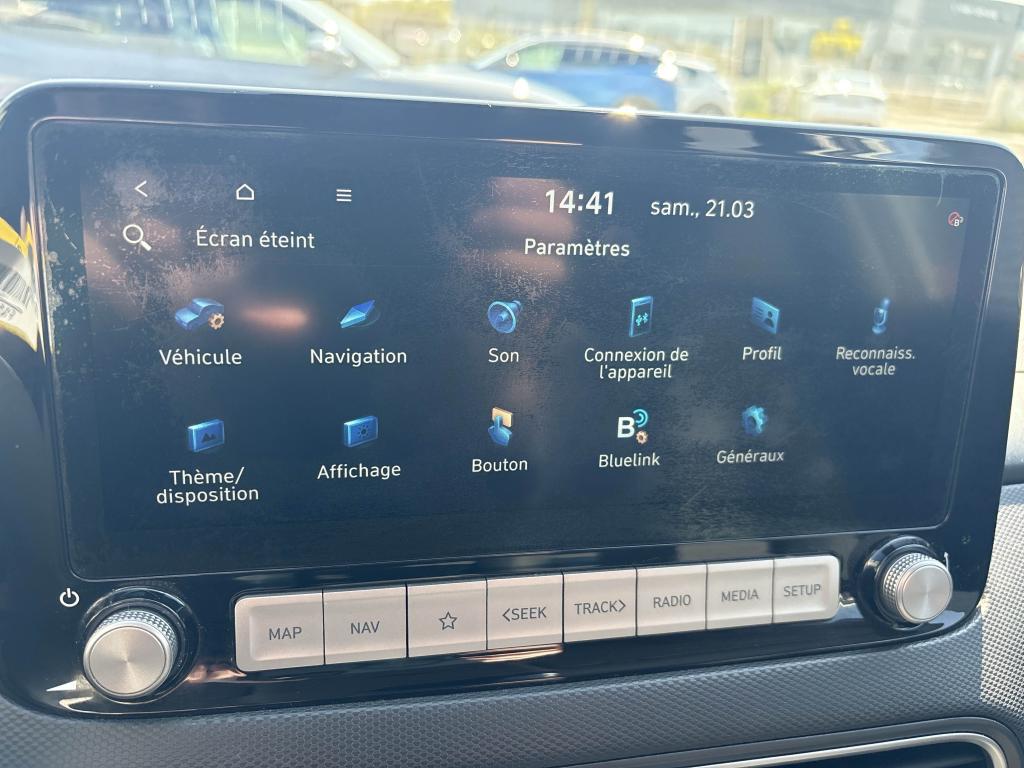 14:41 sam., 21.03
Écran éteint
Paramètres
Véhicule
Navigation
Son
Connexion de
l'appareil
Profil
Reconnaiss.
vocale
Thème/
disposition
Affichage
Bouton
B
Bluelink
Généraux
MAP
NAV
<SEEK
TRACK>
RADIO
MEDIA
SETUP